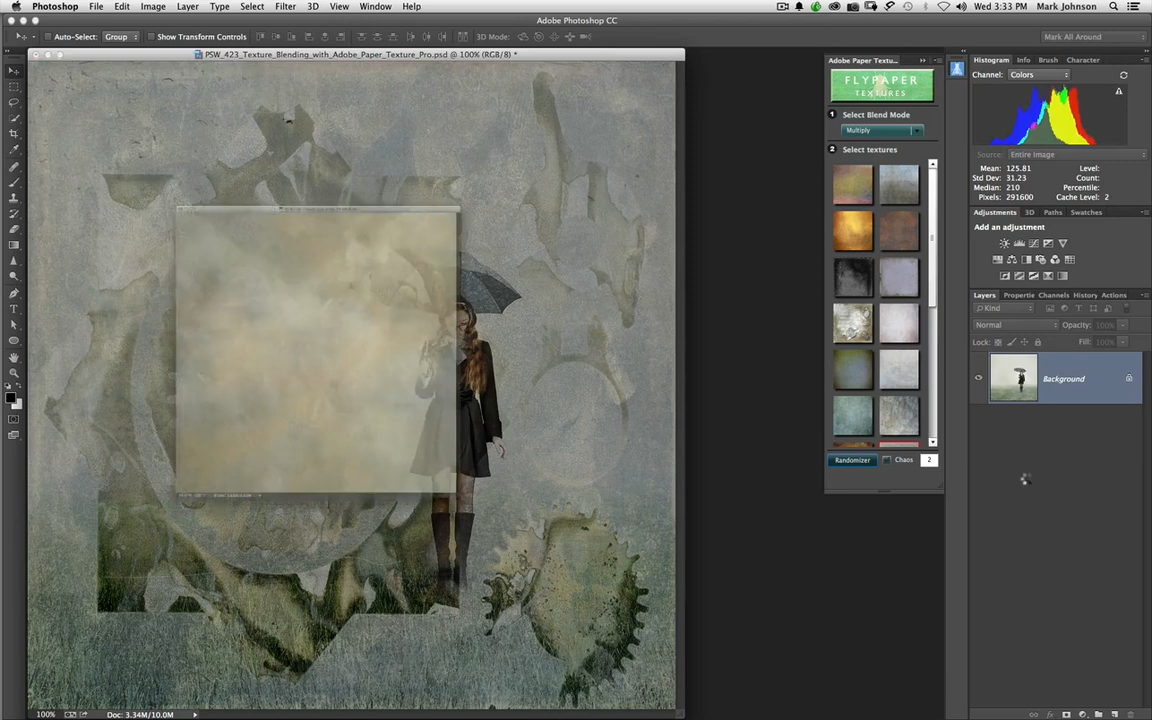 Photoshop File Edit Image Layer Type Select Filter 3D View Window Help
Wed 3:33 PM Mark Johnson
Adobe Photoshop CC
Auto-Select: Group Show Transform Controls 3D Mode: Mark All Around
PSW_423_Texture_Blending_with_Adobe_Paper_Texture_Pro.psd @ 100% (RGB/8) *
Adobe Paper Textu...
FLYPAPER
TEXTURES
1 Select Blend Mode
Multiply
2 Select textures
Randomizer Chaos 2
Histogram Info Brush Character
Channel: Colors
Source: Entire Image
Mean: 125.81 Level:
Std Dev: 31.23 Count:
Median: 210 Percentile:
Pixels: 291600 Cache Level: 2
Adjustments 3D Paths Swatches
Add an adjustment
Layers Propertie Channels History Actions
Kind
Normal Opacity: 100%
Lock: Fill: 100%
Background
100% Doc: 3.34M/10.0M